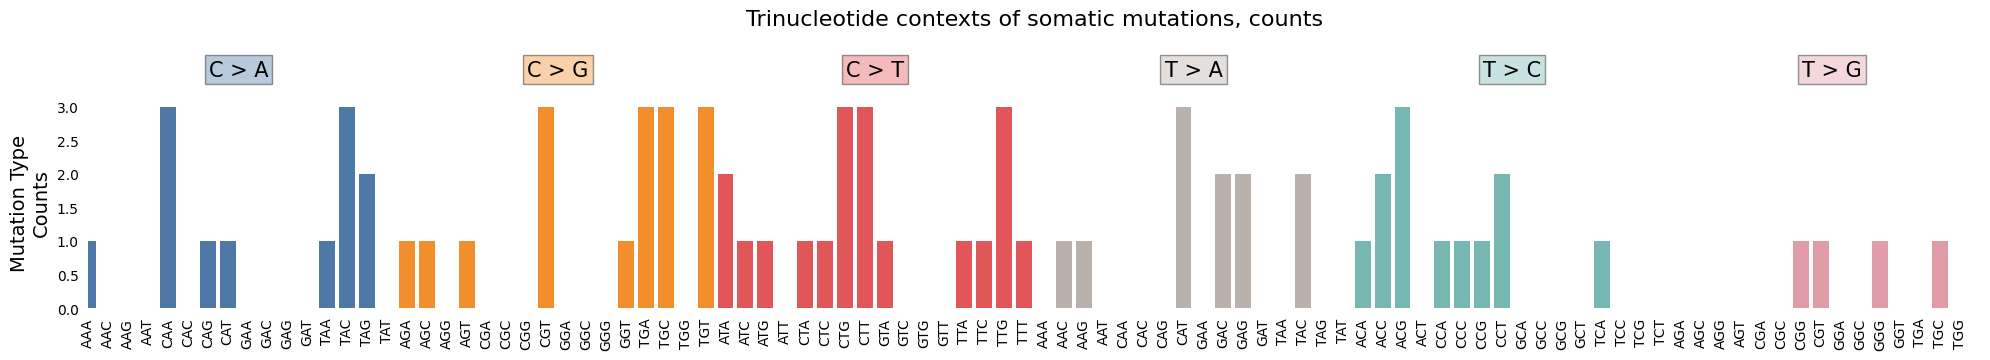 Trinucleotide contexts of somatic mutations, counts
C > A
C > G
C > T
T > A
T > C
T > G
Mutation Type
Counts
3.0
2.5
2.0
1.5
1.0
0.5
0.0
AAA
AAC
AAG
AAT
CAA
CAC
CAG
CAT
GAA
GAC
GAG
GAT
TAA
TAC
TAG
TAT
AGA
AGC
AGG
AGT
CGA
CGC
CGG
CGT
GGA
GGC
GGG
GGT
TGA
TGC
TGG
TGT
ATA
ATC
ATG
ATT
CTA
CTC
CTG
CTT
GTA
GTC
GTG
GTT
TTA
TTC
TTG
TTT
AAA
AAC
AAG
AAT
CAA
CAC
CAG
CAT
GAA
GAC
GAG
GAT
TAA
TAC
TAG
TAT
ACA
ACC
ACG
ACT
CCA
CCC
CCG
CCT
GCA
GCC
GCG
GCT
TCA
TCC
TCG
TCT
AGA
AGC
AGG
AGT
CGA
CGC
CGG
CGT
GGA
GGC
GGG
GGT
TGA
TGC
TGG